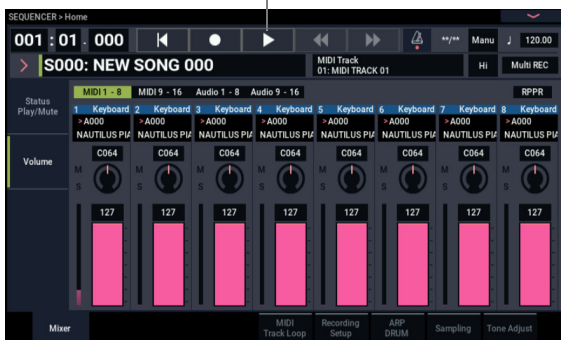 SEQUENCER > Home
001 : 01 . 000 **/** Manu ♩ 120.00
> S000: NEW SONG 000 MIDI Track 01: MIDI TRACK 01 Hi Multi REC
MIDI 1 - 8 MIDI 9 - 16 Audio 1 - 8 Audio 9 - 16 RPPR
Status Play/Mute
1 Keyboard 2 Keyboard 3 Keyboard 4 Keyboard 5 Keyboard 6 Keyboard 7 Keyboard 8 Keyboard
>A000 >A000 >A000 >A000 >A000 >A000 >A000 >A000
NAUTILUS PIA NAUTILUS PIA NAUTILUS PIA NAUTILUS PIA NAUTILUS PIA NAUTILUS PIA NAUTILUS PIA NAUTILUS PIA
Volume
C064 C064 C064 C064 C064 C064 C064 C064
M M M M M M M M
S S S S S S S S
127 127 127 127 127 127 127 127
Mixer MIDI Track Loop Recording Setup ARP DRUM Sampling Tone Adjust